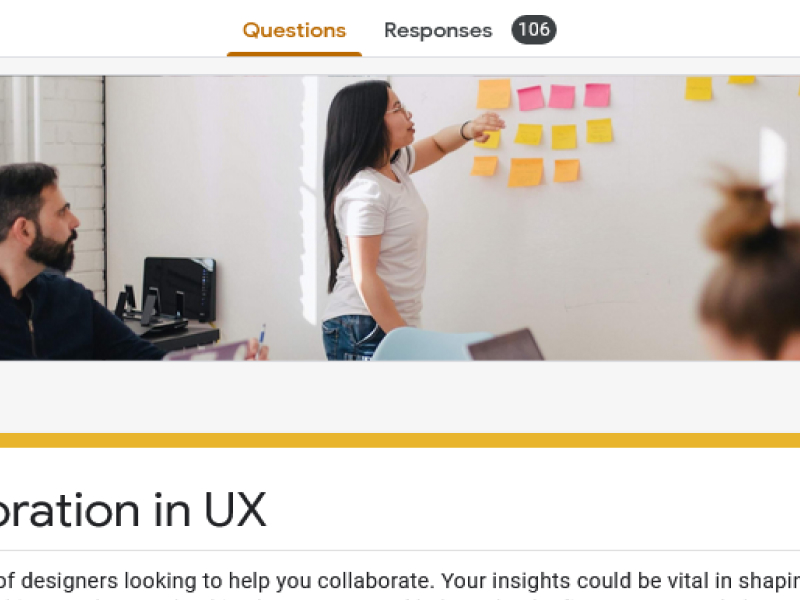 Questions Responses 106
oration in UX
of designers looking to help you collaborate. Your insights could be vital in shapin